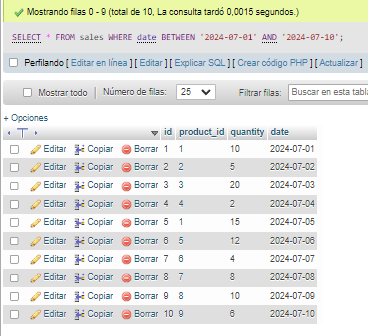 Mostrando filas 0 - 9 (total de 10, La consulta tardó 0,0015 segundos.)
SELECT * FROM sales WHERE date BETWEEN '2024-07-01' AND '2024-07-10';
Perfilando [ Editar en línea ] [ Editar ] [ Explicar SQL ] [ Crear código PHP ] [ Actualizar ]
Mostrar todo | Número de filas: 25 Filtrar filas: Buscar en esta tabla
+ Opciones
id product_id quantity date
Editar Copiar Borrar 1 1 10 2024-07-01
Editar Copiar Borrar 2 2 5 2024-07-02
Editar Copiar Borrar 3 3 20 2024-07-03
Editar Copiar Borrar 4 4 2 2024-07-04
Editar Copiar Borrar 5 1 15 2024-07-05
Editar Copiar Borrar 6 5 12 2024-07-06
Editar Copiar Borrar 7 6 4 2024-07-07
Editar Copiar Borrar 8 7 8 2024-07-08
Editar Copiar Borrar 9 8 10 2024-07-09
Editar Copiar Borrar 10 9 6 2024-07-10